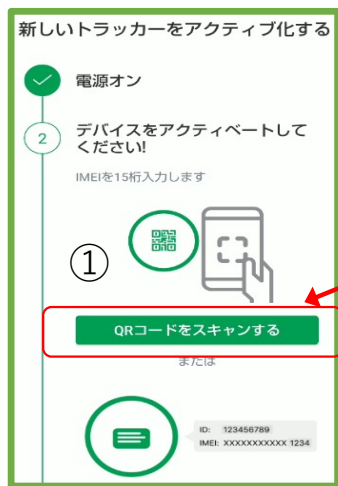 新しいトラッカーをアクティブ化する
電源オン
2
デバイスをアクティベートして
ください!
IMEIを15桁入力します
①
QRコードをスキャンする
または
ID: 123456789
IMEI: XXXXXXXXXXX 1234